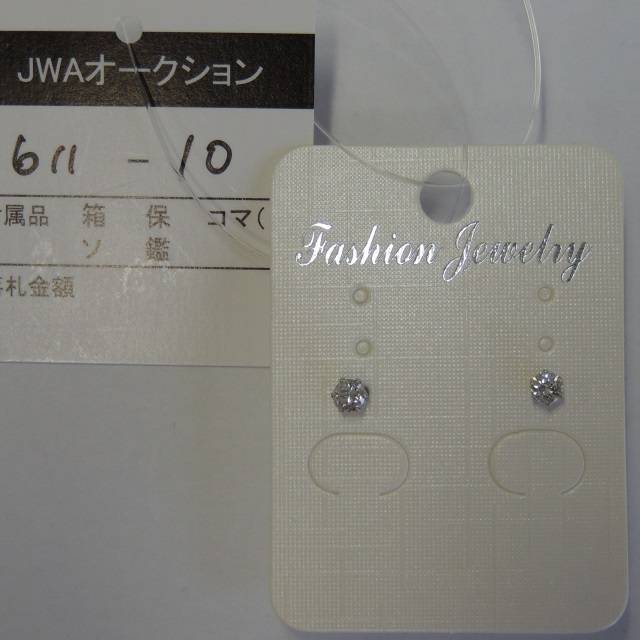 JWAオークション
611 - 10
属品 箱 保 コマ(
ソ 鑑
札金額
Fashion Jewelry